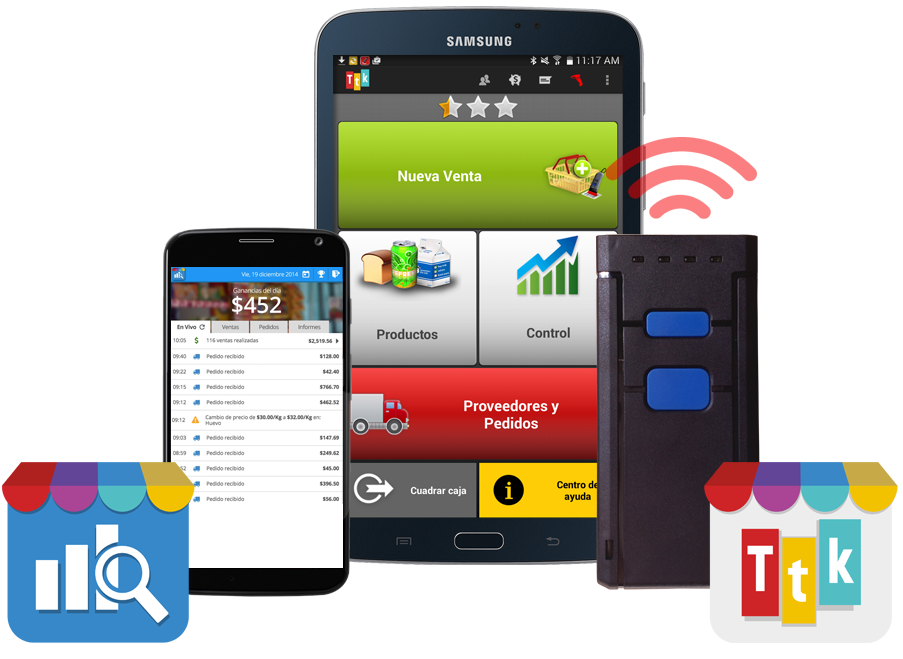 SAMSUNG
11:17 AM
Ttk
Nueva Venta
Productos
Control
Proveedores y
Pedidos
Cuadrar caja
Centro de
ayuda
Vie, 19 diciembre 2014
Ganancias del día
$452
En Vivo Ventas Pedidos Informes
10:05 $ 116 ventas realizadas $2,519.56
09:40 Pedido recibido $128.00
09:22 Pedido recibido $42.40
09:15 Pedido recibido $766.70
09:12 Pedido recibido $462.52
09:12 Cambio de precio de $30.00/Kg a $32.00/Kg en:
Huevo
09:03 Pedido recibido $147.69
08:59 Pedido recibido $249.62
52 Pedido recibido $45.00
Pedido recibido $396.50
Pedido recibido $56.00
Ttk